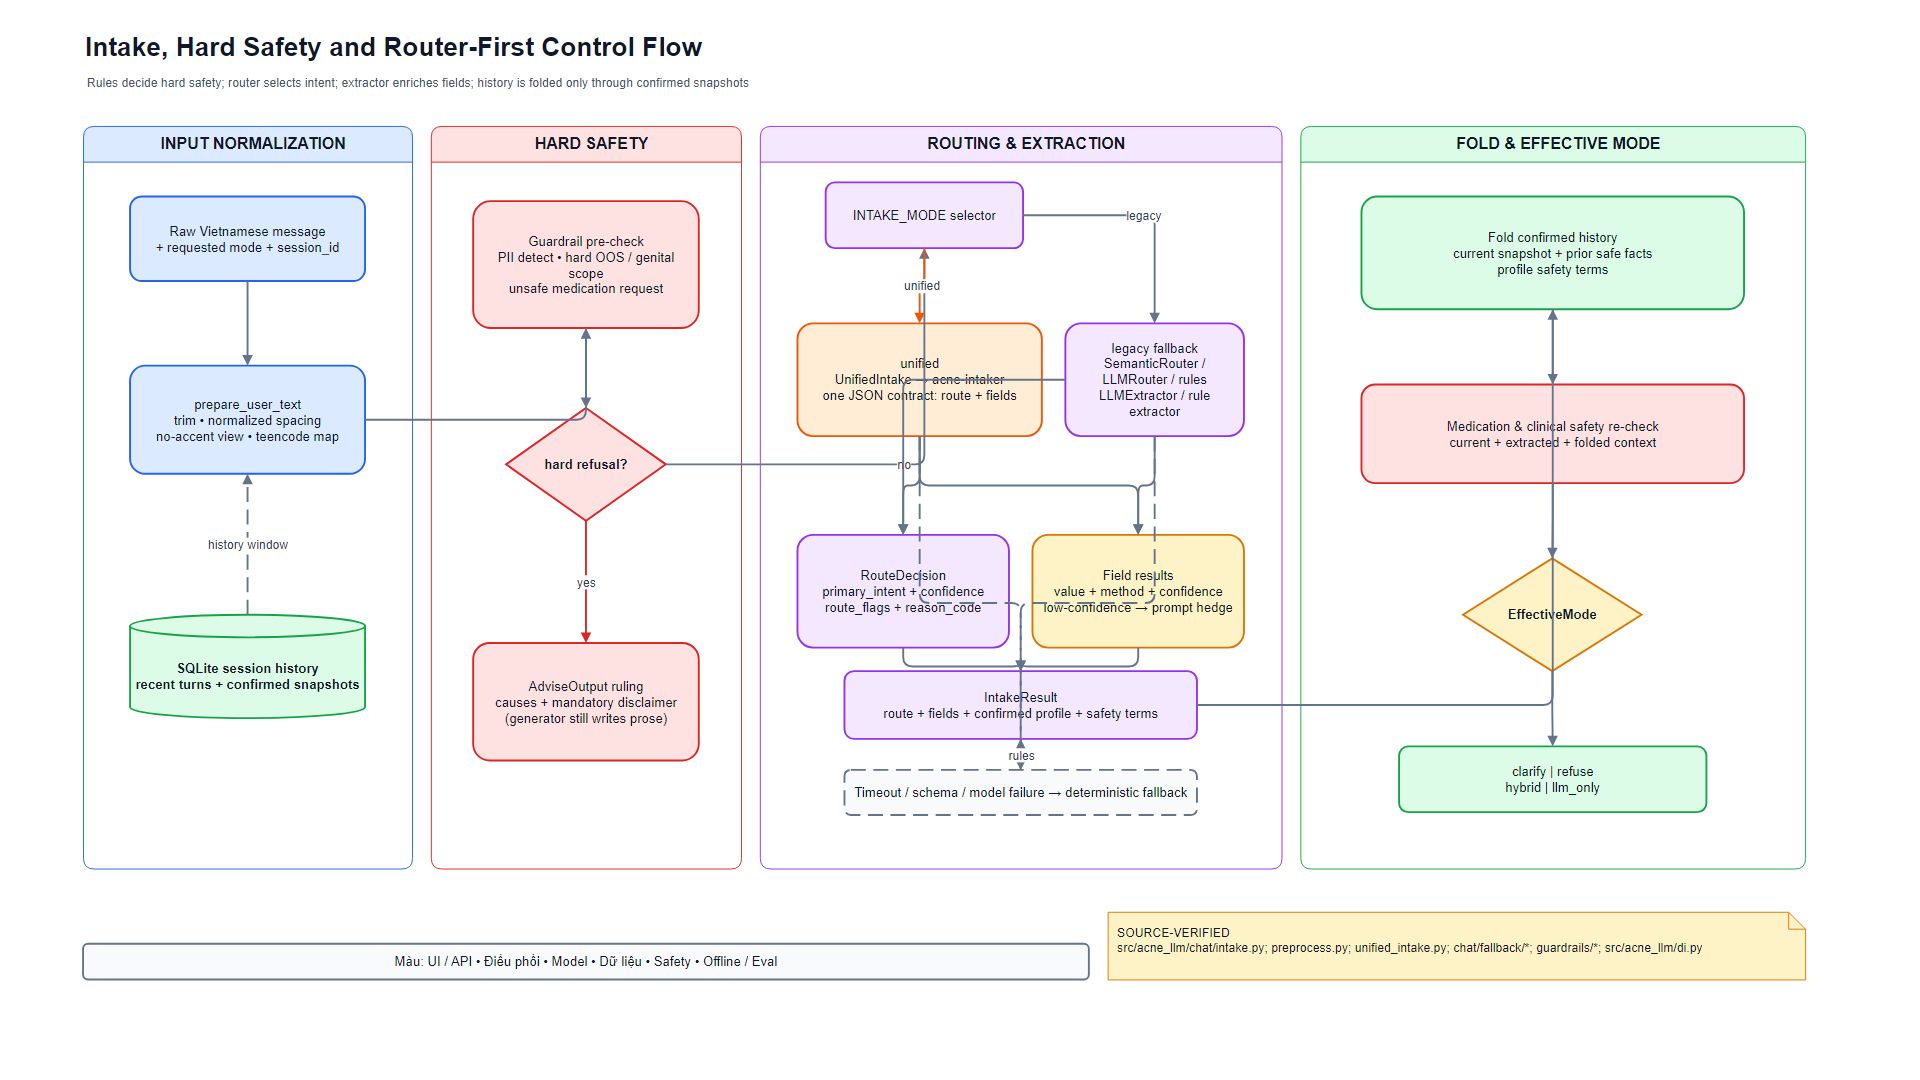 Intake, Hard Safety and Router-First Control Flow
Rules decide hard safety; router selects intent; extractor enriches fields; history is folded only through confirmed snapshots
INPUT NORMALIZATION
Raw Vietnamese message
+ requested mode + session_id
prepare_user_text
trim • normalized spacing
no-accent view • teencode map
history window
SQLite session history
recent turns + confirmed snapshots
HARD SAFETY
Guardrail pre-check
PII detect • hard OOS / genital
scope
unsafe medication request
hard refusal?
yes
no
AdviseOutput ruling
causes + mandatory disclaimer
(generator still writes prose)
ROUTING & EXTRACTION
INTAKE_MODE selector
legacy
unified
unified
UnifiedIntake → acne-intaker
one JSON contract: route + fields
legacy fallback
SemanticRouter /
LLMRouter / rules
LLMExtractor / rule
extractor
RouteDecision
primary_intent + confidence
route_flags + reason_code
Field results
value + method + confidence
low-confidence → prompt hedge
IntakeResult
route + fields + confirmed profile + safety terms
rules
Timeout / schema / model failure → deterministic fallback
FOLD & EFFECTIVE MODE
Fold confirmed history
current snapshot + prior safe facts
profile safety terms
Medication & clinical safety re-check
current + extracted + folded context
EffectiveMode
clarify | refuse
hybrid | llm_only
Màu: UI / API • Điều phối • Model • Dữ liệu • Safety • Offline / Eval
SOURCE-VERIFIED
src/acne_llm/chat/intake.py; preprocess.py; unified_intake.py; chat/fallback/*; guardrails/*; src/acne_llm/di.py